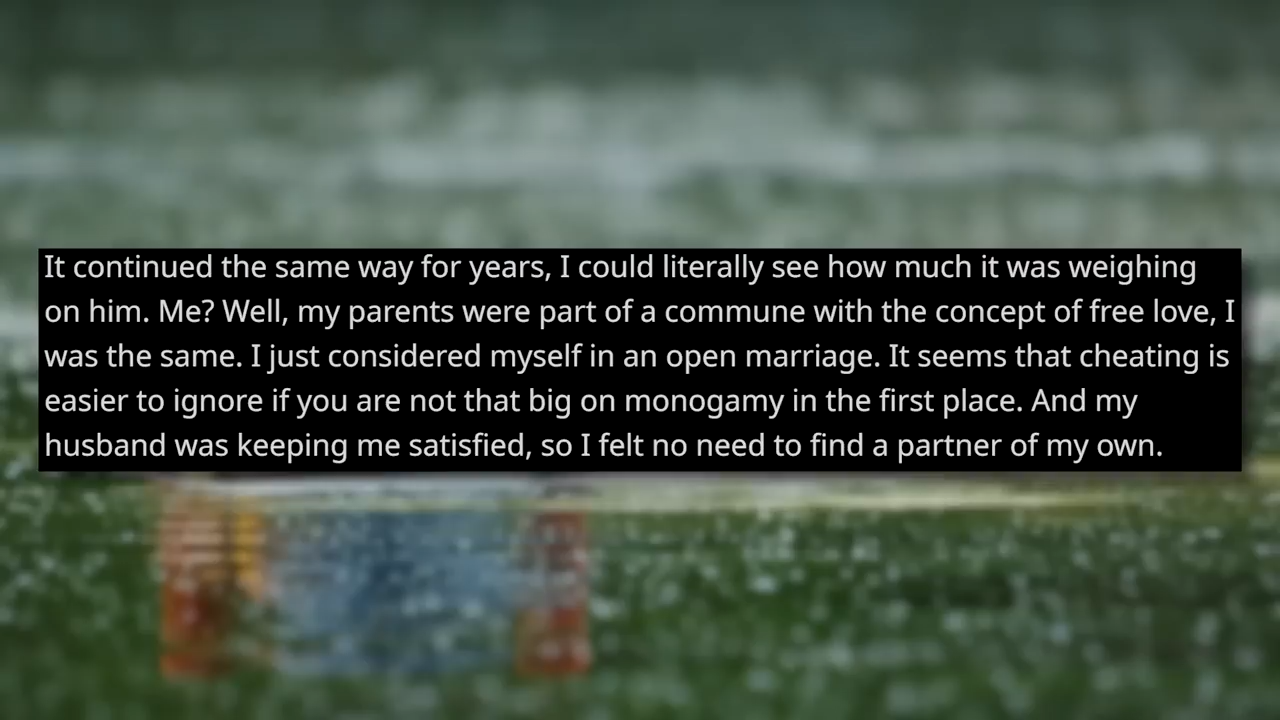 It continued the same way for years, I could literally see how much it was weighing
on him. Me? Well, my parents were part of a commune with the concept of free love, I
was the same. I just considered myself in an open marriage. It seems that cheating is
easier to ignore if you are not that big on monogamy in the first place. And my
husband was keeping me satisfied, so I felt no need to find a partner of my own.